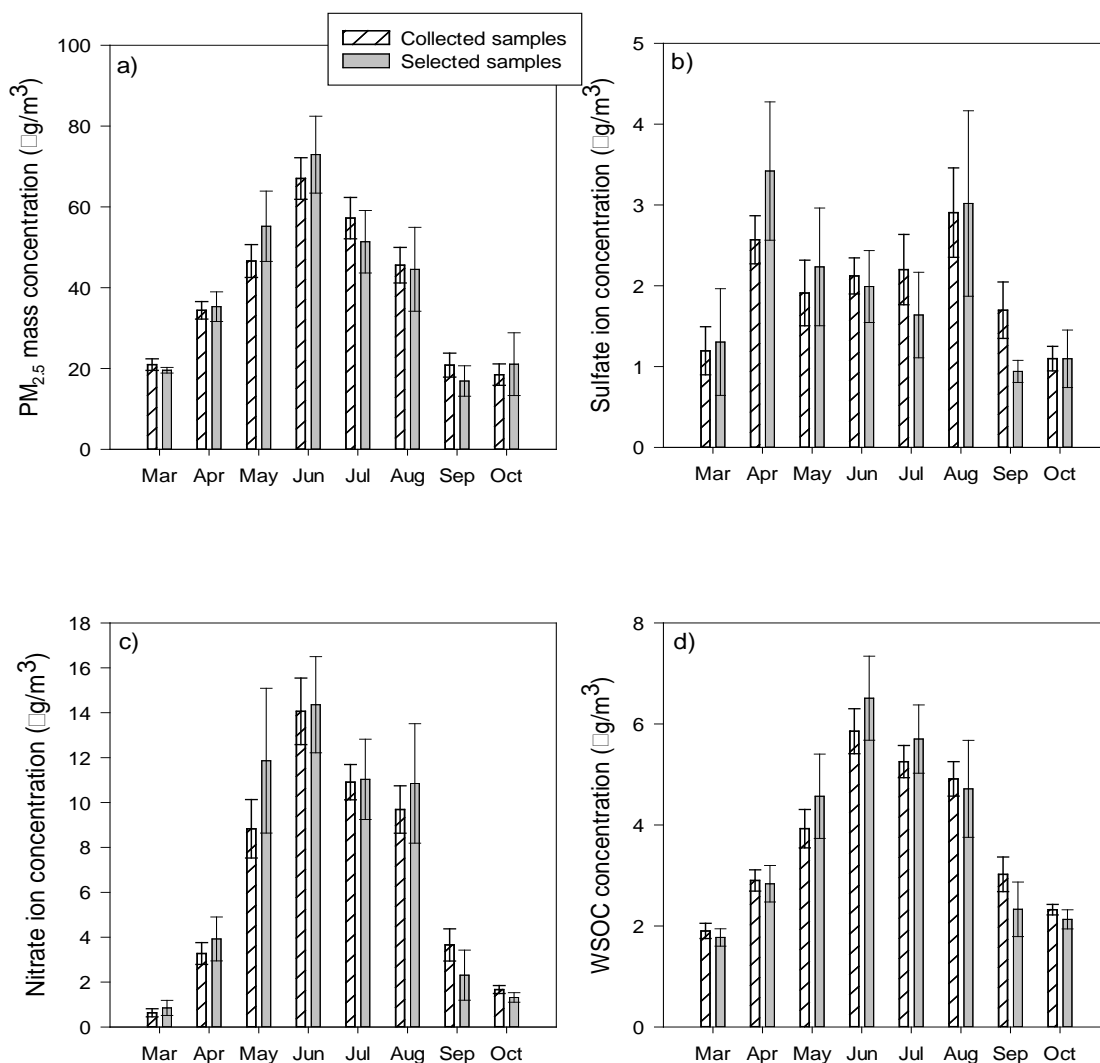 Collected samples
Selected samples
a)
PM2.5 mass concentration (□g/m3)
100
80
60
40
20
0
Mar Apr May Jun Jul Aug Sep Oct
b)
Sulfate ion concentration (□g/m3)
5
4
3
2
1
0
Mar Apr May Jun Jul Aug Sep Oct
c)
Nitrate ion concentration (□g/m3)
18
16
14
12
10
8
6
4
2
0
Mar Apr May Jun Jul Aug Sep Oct
d)
WSOC concentration (□g/m3)
8
6
4
2
0
Mar Apr May Jun Jul Aug Sep Oct